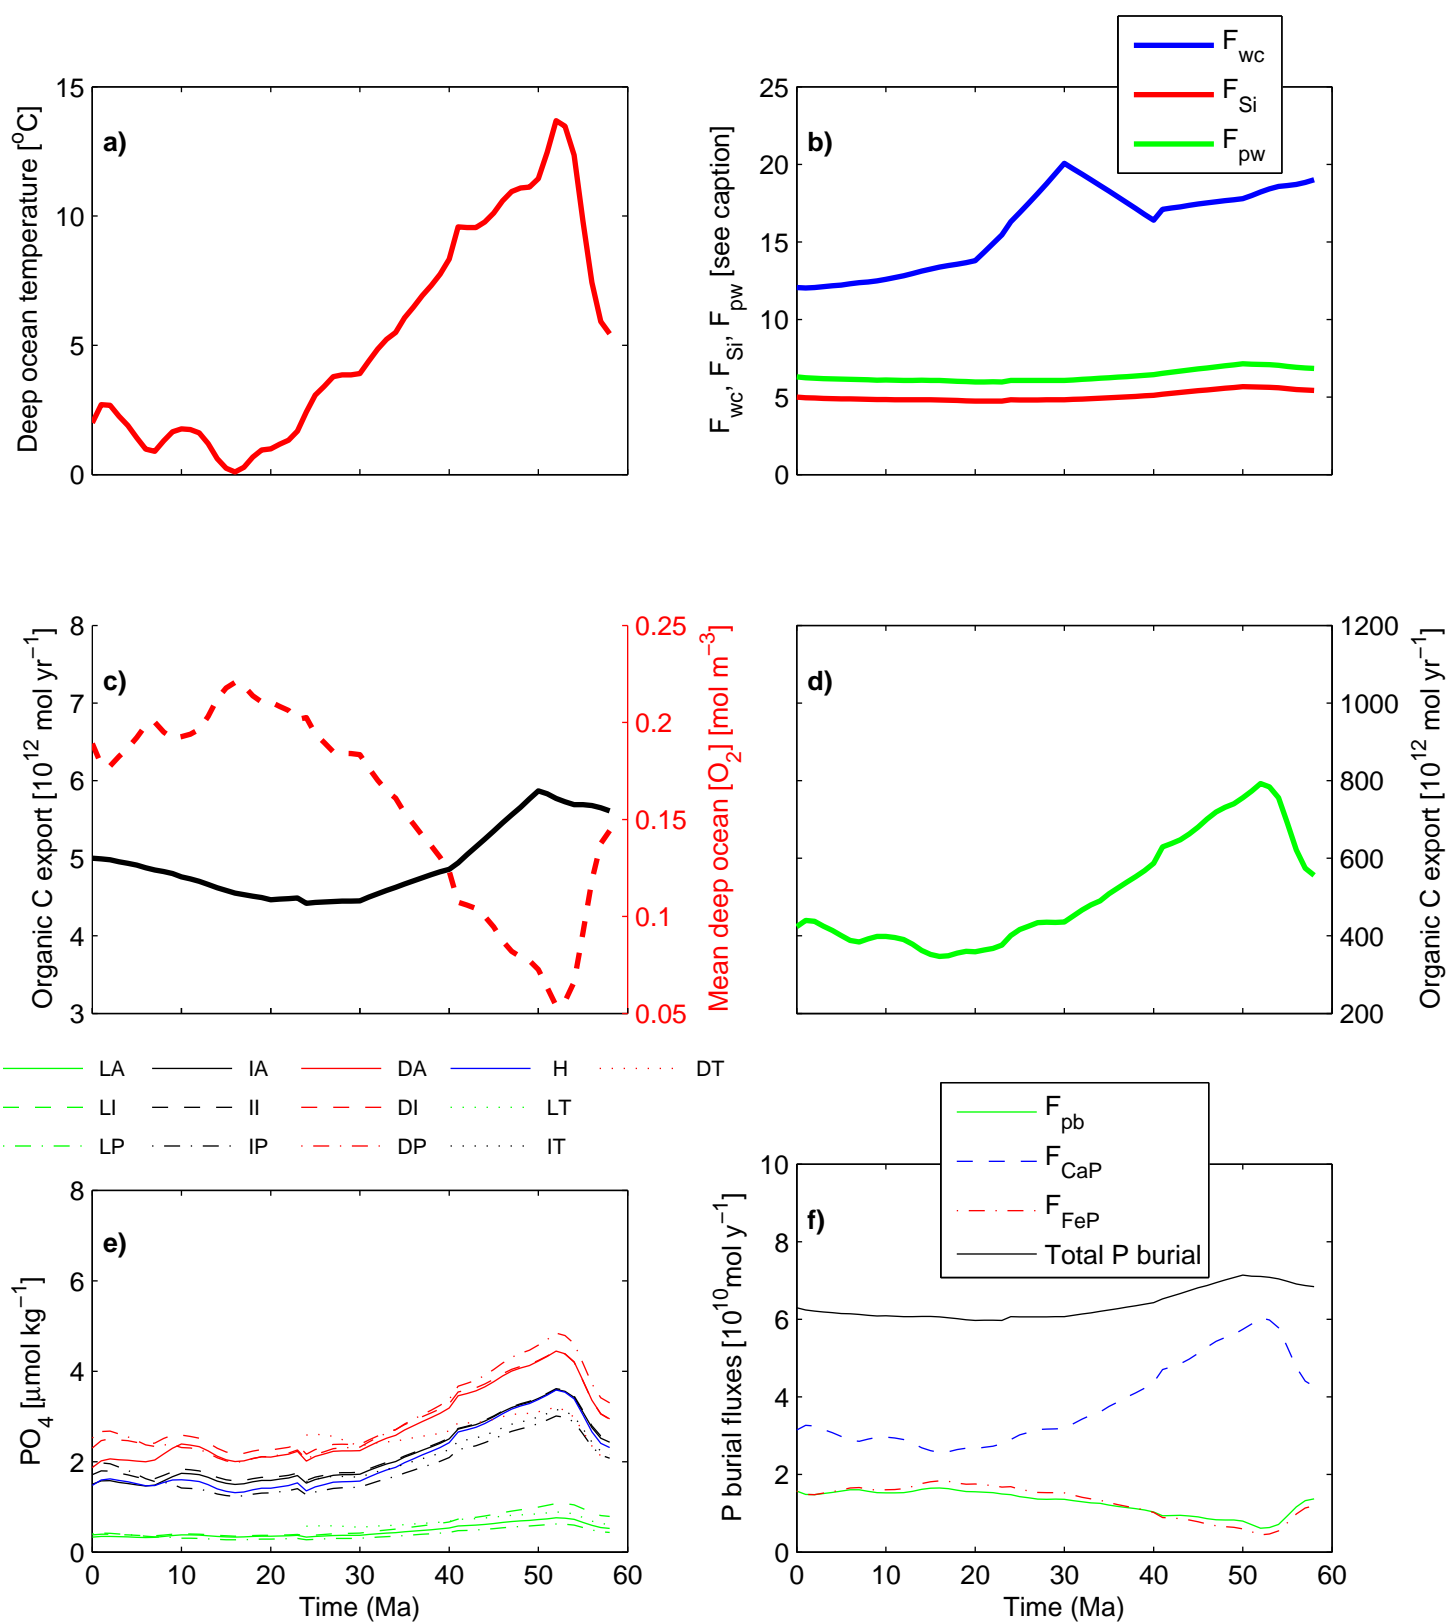 F_wc
F_Si
F_pw
a)
Deep ocean temperature [°C]
15
10
5
0
b)
F_wc, F_Si, F_pw [see caption]
25
20
15
10
5
0
c)
Organic C export [10^12 mol yr^−1]
8
7
6
5
4
3
0.25
0.2
0.15
0.1
0.05
Mean deep ocean [O_2] [mol m^−3]
d)
1200
1000
800
600
400
200
Organic C export [10^12 mol yr^−1]
LA IA DA H DT
LI II DI LT
LP IP DP IT
F_pb
F_CaP
F_FeP
Total P burial
e)
PO_4 [µmol kg^−1]
8
6
4
2
0
0 10 20 30 40 50 60
Time (Ma)
f)
P burial fluxes [10^10 mol y^−1]
10
8
6
4
2
0
0 10 20 30 40 50 60
Time (Ma)